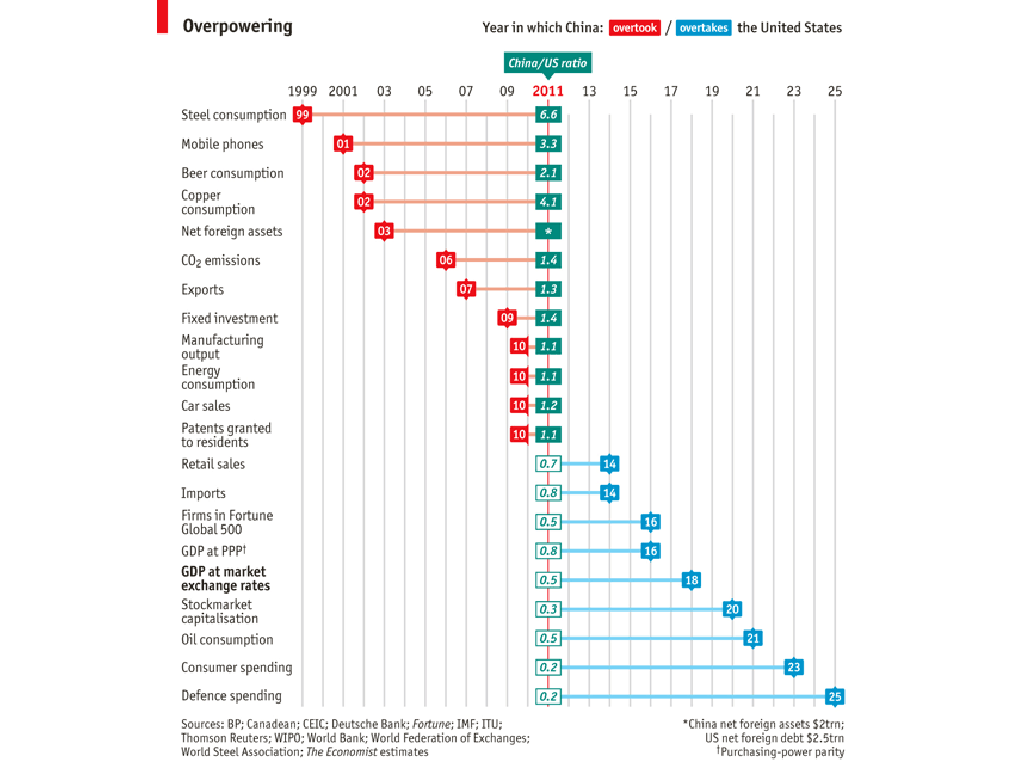 Overpowering
Year in which China: overtook / overtakes the United States
China/US ratio
1999 2001 03 05 07 09 2011 13 15 17 19 21 23 25
Steel consumption 99 6.6
Mobile phones 01 3.3
Beer consumption 02 2.1
Copper
consumption 02 4.1
Net foreign assets 03 *
CO₂ emissions 06 1.4
Exports 07 1.3
Fixed investment 09 1.4
Manufacturing
output 10 1.1
Energy
consumption 10 1.1
Car sales 10 1.2
Patents granted
to residents 10 1.1
Retail sales 0.7 14
Imports 0.8 14
Firms in Fortune
Global 500 0.5 16
GDP at PPP† 0.8 16
GDP at market
exchange rates 0.5 18
Stockmarket
capitalisation 0.3 20
Oil consumption 0.5 21
Consumer spending 0.2 23
Defence spending 0.2 25
Sources: BP; Canadean; CEIC; Deutsche Bank; Fortune; IMF; ITU;
Thomson Reuters; WIPO; World Bank; World Federation of Exchanges;
World Steel Association; The Economist estimates
*China net foreign assets $2trn;
US net foreign debt $2.5trn
†Purchasing-power parity